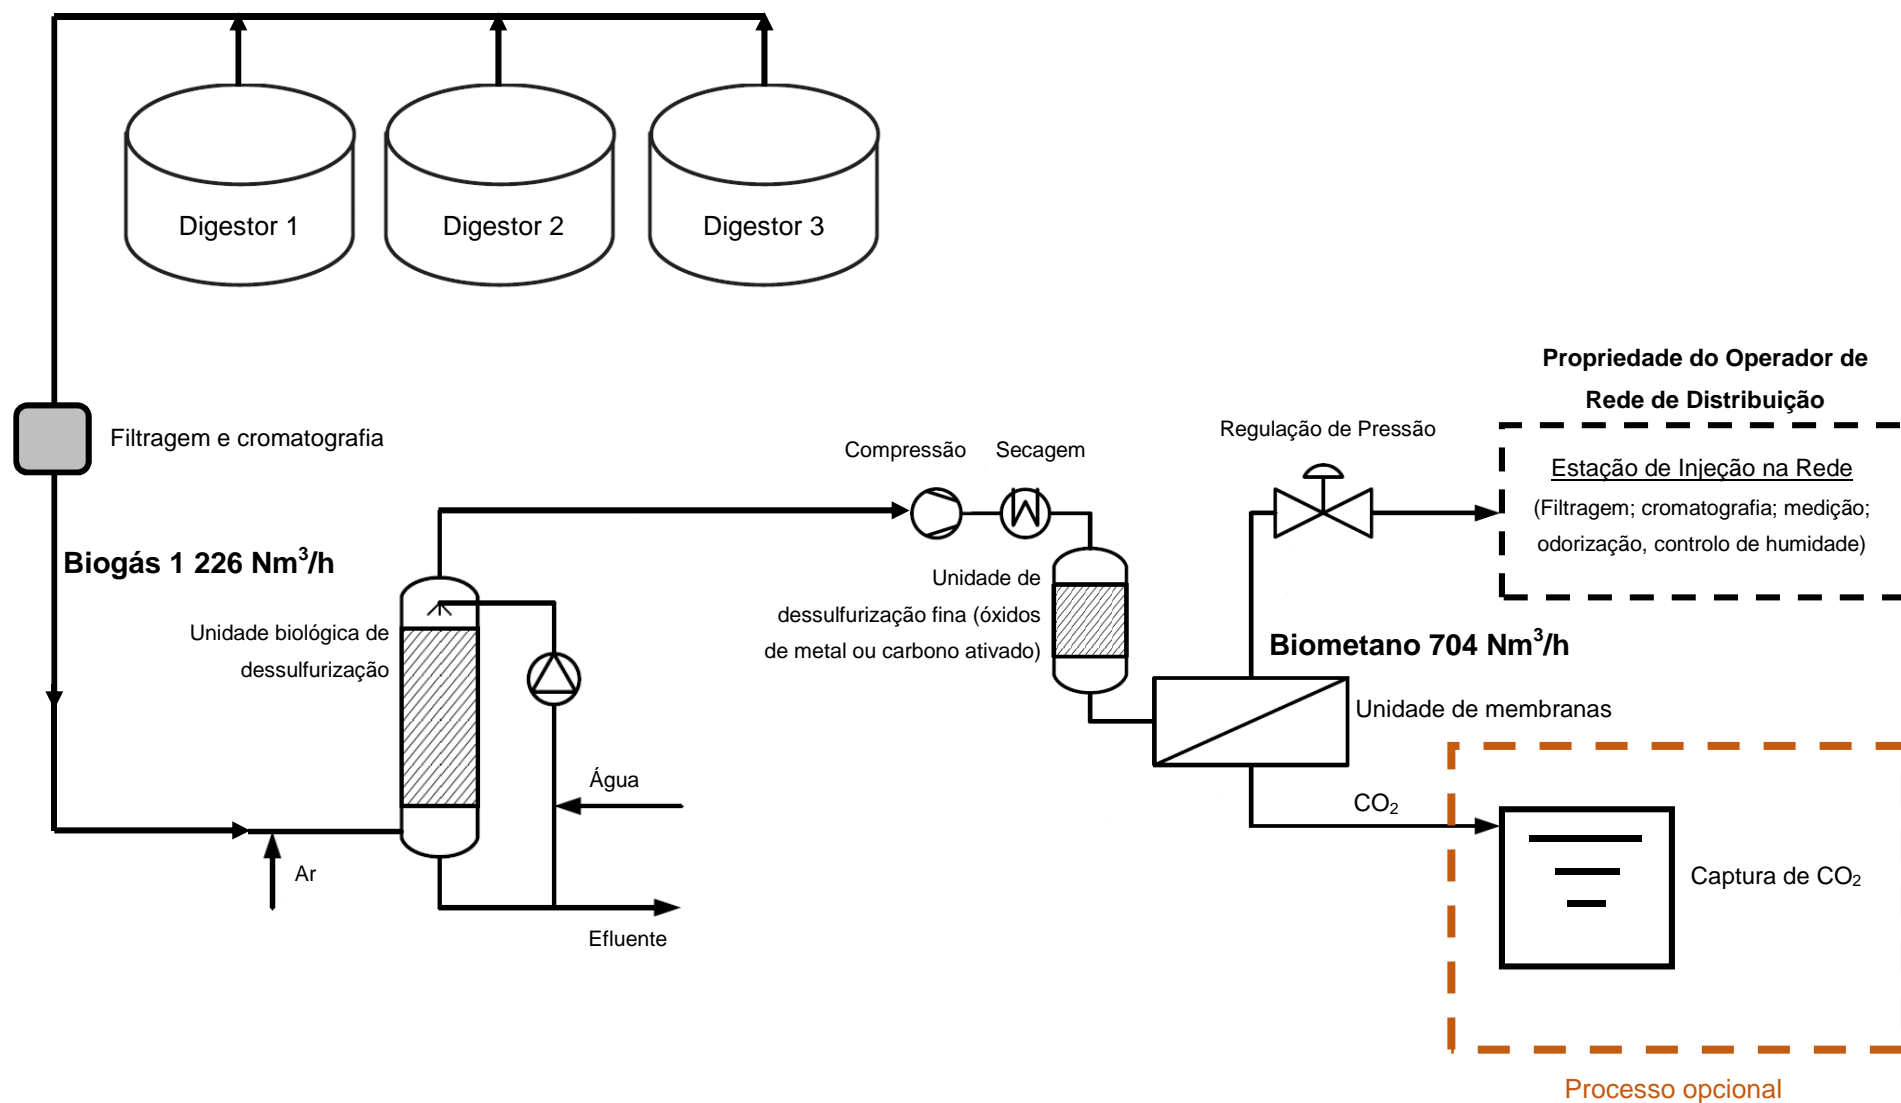 Digestor 1
Digestor 2
Digestor 3
Filtragem e cromatografia
Biogás 1 226 Nm³/h
Unidade biológica de
dessulfurização
Ar
Água
Efluente
Compressão
Secagem
Unidade de
dessulfurização fina (óxidos
de metal ou carbono ativado)
Regulação de Pressão
Propriedade do Operador de
Rede de Distribuição
Estação de Injeção na Rede
(Filtragem; cromatografia; medição;
odorização, controlo de humidade)
Biometano 704 Nm³/h
Unidade de membranas
CO₂
Captura de CO₂
Processo opcional